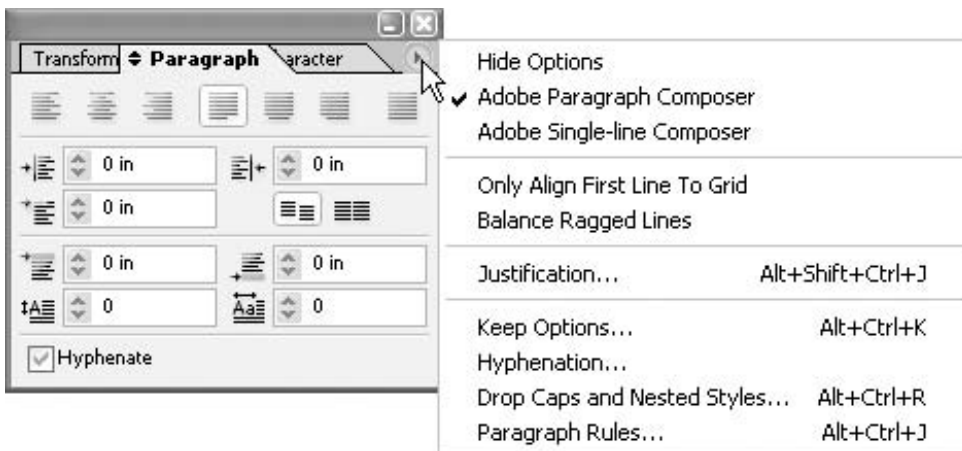 Transform Paragraph aracter
0 in 0 in
0 in
0 in 0 in
0 0
Hyphenate
Hide Options
Adobe Paragraph Composer
Adobe Single-line Composer
Only Align First Line To Grid
Balance Ragged Lines
Justification... Alt+Shift+Ctrl+J
Keep Options... Alt+Ctrl+K
Hyphenation...
Drop Caps and Nested Styles... Alt+Ctrl+R
Paragraph Rules... Alt+Ctrl+J